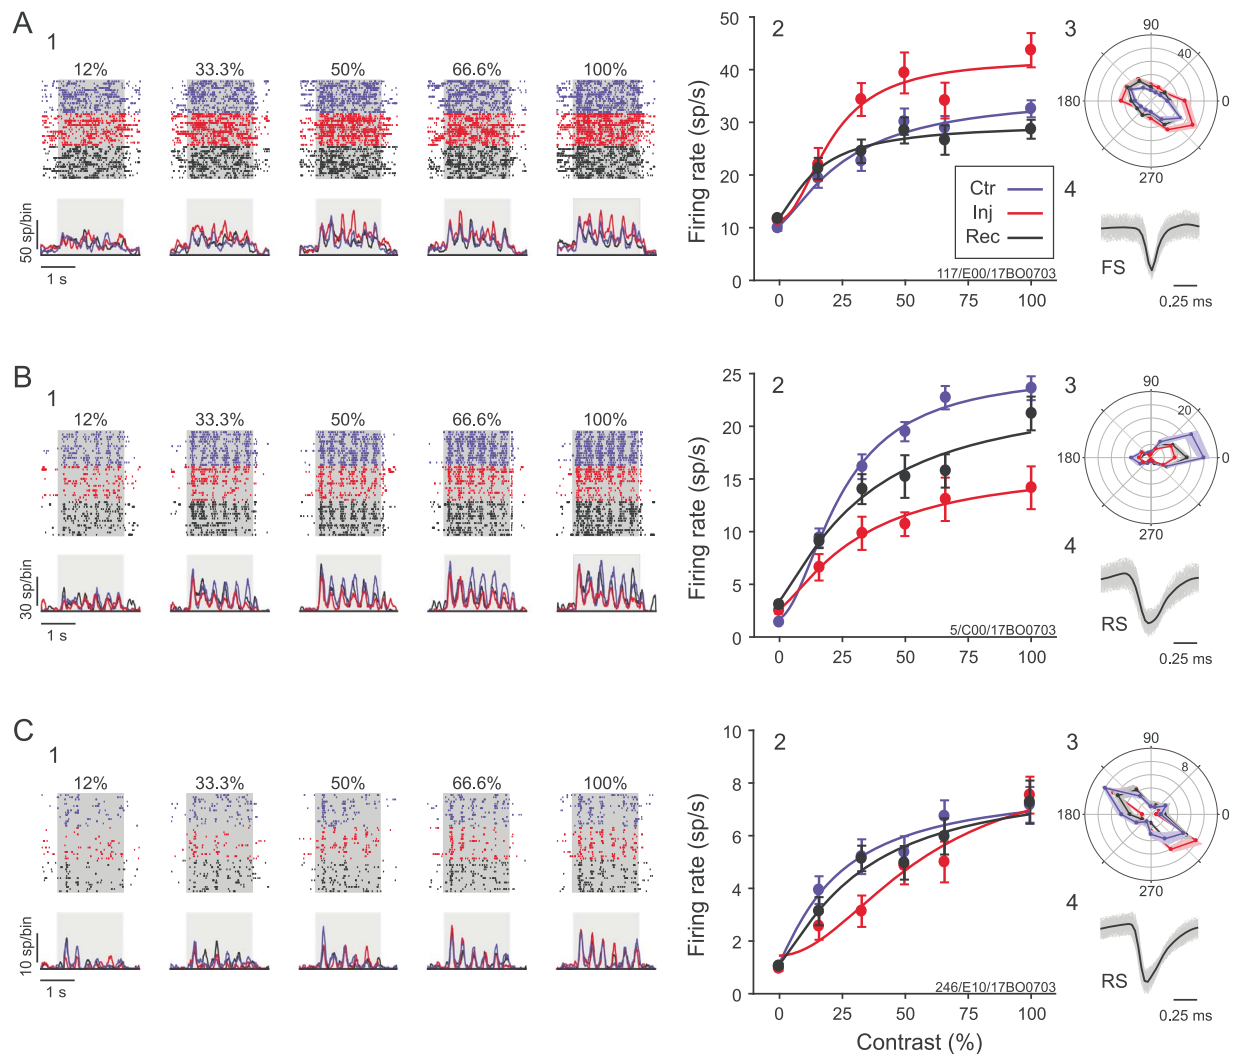 A
1
12% 33.3% 50% 66.6% 100%
50 sp/bin
1 s
2
Firing rate (sp/s)
50
40
30
20
10
0
0 25 50 75 100
Ctr
Inj
Rec
117/E00/17BO0703
3
90
40
180
0
270
4
FS
0.25 ms
B
1
12% 33.3% 50% 66.6% 100%
30 sp/bin
1 s
2
Firing rate (sp/s)
25
20
15
10
5
0
0 25 50 75 100
5/C00/17BO0703
3
90
20
180
0
270
4
RS
0.25 ms
C
1
12% 33.3% 50% 66.6% 100%
10 sp/bin
1 s
2
Firing rate (sp/s)
10
8
6
4
2
0
0 25 50 75 100
246/E10/17BO0703
Contrast (%)
3
90
8
180
0
270
4
RS
0.25 ms